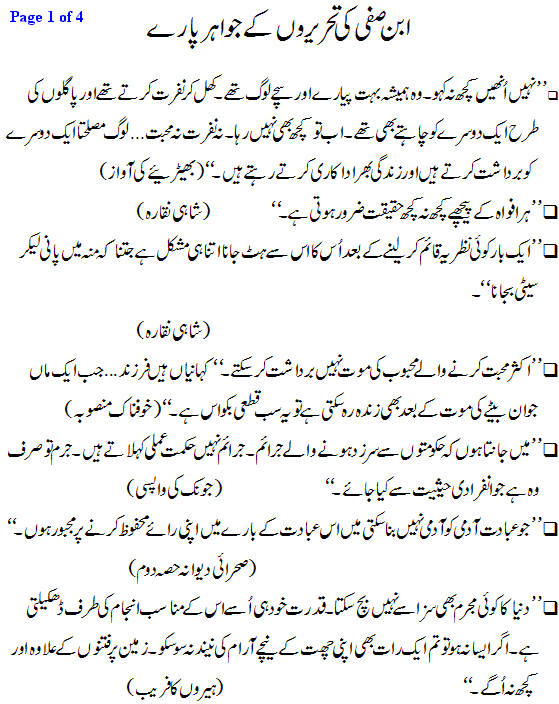 Page 1 of 4
ابن صفی کی تحریروں کے جواہر پارے
❑ ’’نہیں اُنھیں کچھ نہ کہو۔ وہ ہمیشہ بہت پیارے اور سچے لوگ تھے۔ کھل کر نفرت کرتے تھے اور پاگلوں کی
طرح ایک دوسرے کو چاہتے بھی تھے۔ اب تو کچھ بھی نہیں رہا۔ نہ نفرت نہ محبت... لوگ مصلحتاً ایک دوسرے
کو برداشت کرتے ہیں اور زندگی بھر اداکاری کرتے رہتے ہیں۔‘‘ (بھیڑیئے کی آواز)
❑ ’’ہر افواہ کے پیچھے کچھ نہ کچھ حقیقت ضرور ہوتی ہے۔‘‘ (شاہی نقارہ)
❑ ’’ایک بار کوئی نظریہ قائم کر لینے کے بعد اُس کا اس سے ہٹ جانا اتنا ہی مشکل ہے جتنا کہ منہ میں پانی لیکر
سیٹی بجانا‘‘۔
(شاہی نقارہ)
❑ ’’اکثر محبت کرنے والے محبوب کی موت نہیں برداشت کر سکتے۔‘‘ کہانیاں ہیں فرزند... جب ایک ماں
جوان بیٹے کی موت کے بعد بھی زندہ رہ سکتی ہے تو یہ سب قطعی بکواس ہے۔‘‘ (خوفناک منصوبہ)
❑ ’’میں جانتا ہوں کہ حکومتوں سے سرزد ہونے والے جرائم۔ جرائم نہیں حکمت عملی کہلاتے ہیں۔ جرم تو صرف
وہ ہے جو انفرادی حیثیت سے کیا جائے۔‘‘ (جونک کی واپسی)
❑ ’’جو عبادت آدمی کو آدمی نہیں بنا سکتی میں اس عبادت کے بارے میں اپنی رائے محفوظ کرنے پر مجبور ہوں۔‘‘
(صحرائی دیوانہ حصہ دوم)
❑ ’’دنیا کا کوئی مجرم بھی سزا سے نہیں بچ سکتا۔ قدرت خود ہی اُسے اس کے مناسب انجام کی طرف ڈھکیلتی
ہے۔ اگر ایسا نہ ہو تو تم ایک رات بھی اپنی چھت کے نیچے آرام کی نیند نہ سو سکو۔ زمین پر فتنوں کے علاوہ اور
کچھ نہ اُگے۔‘‘ (ہیروں کا فریب)